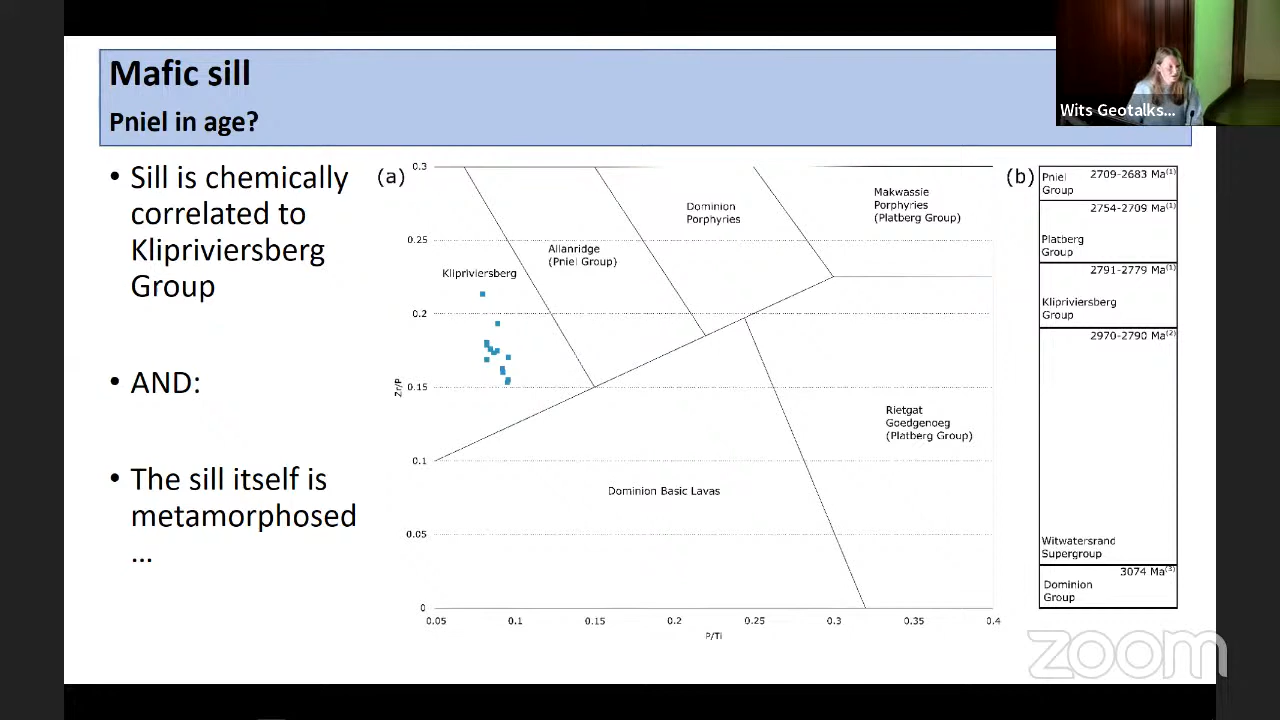 Mafic sill
Pniel in age?
Wits Geotalks...
• Sill is chemically
correlated to
Klipriviersberg
Group
• AND:
• The sill itself is
metamorphosed
...
(a)
0.3
0.25
0.2
0.15
0.1
0.05
0
Zr/P
0.05
0.1
0.15
0.2
0.25
0.3
0.35
0.4
P/Ti
Klipriviersberg
Allanridge
(Pniel Group)
Dominion
Porphyries
Makwassie
Porphyries
(Platberg Group)
Rietgat
Goedgenoeg
(Platberg Group)
Dominion Basic Lavas
(b)
2709-2683 Ma(1)
Pniel
Group
2754-2709 Ma(1)
Platberg
Group
2791-2779 Ma(1)
Klipriviersberg
Group
2970-2790 Ma(2)
Witwatersrand
Supergroup
3074 Ma(3)
Dominion
Group
zoom